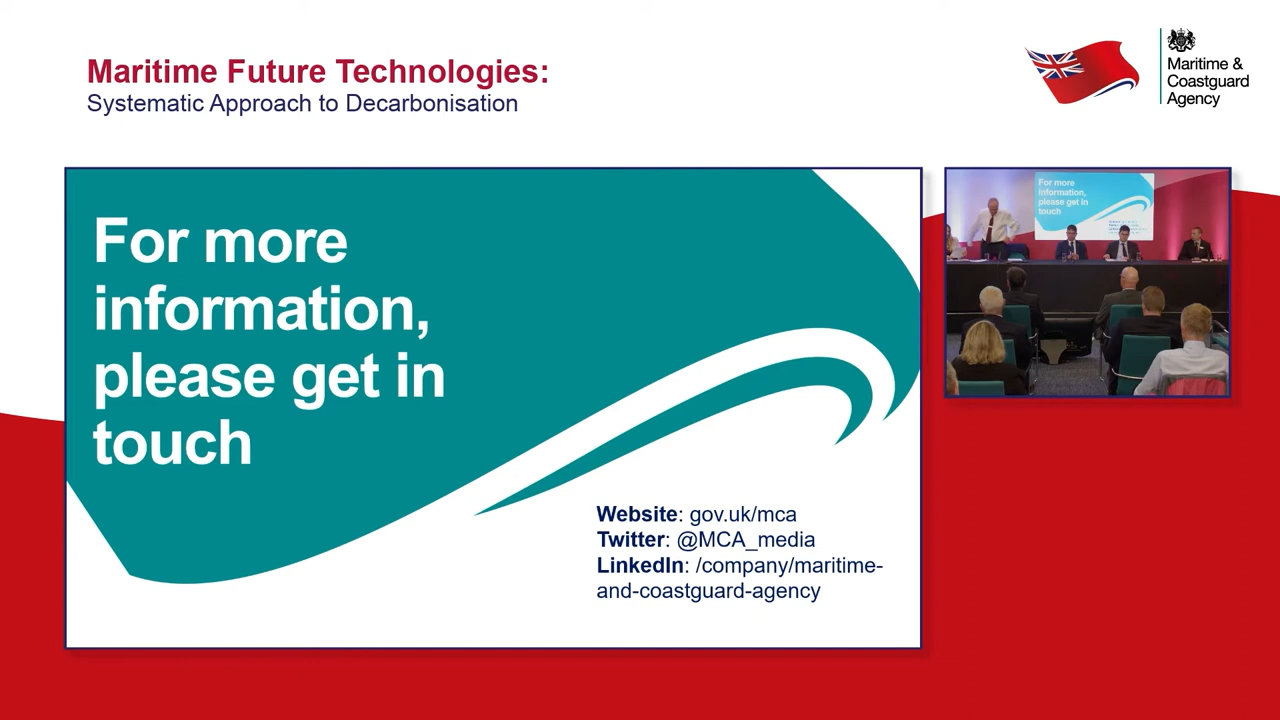 Maritime Future Technologies:
Systematic Approach to Decarbonisation
Maritime &
Coastguard
Agency
For more
information,
please get in
touch
Website: gov.uk/mca
Twitter: @MCA_media
LinkedIn: /company/maritime-
and-coastguard-agency
For more
information,
please get in
touch